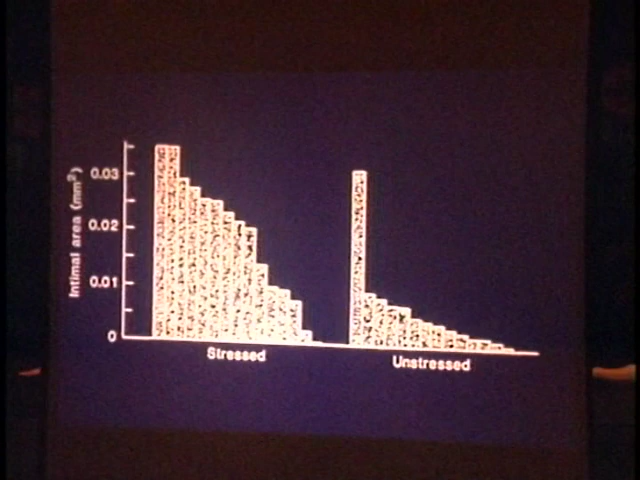 Intimal area (mm²)
0.03
0.02
0.01
0
Stressed
Unstressed